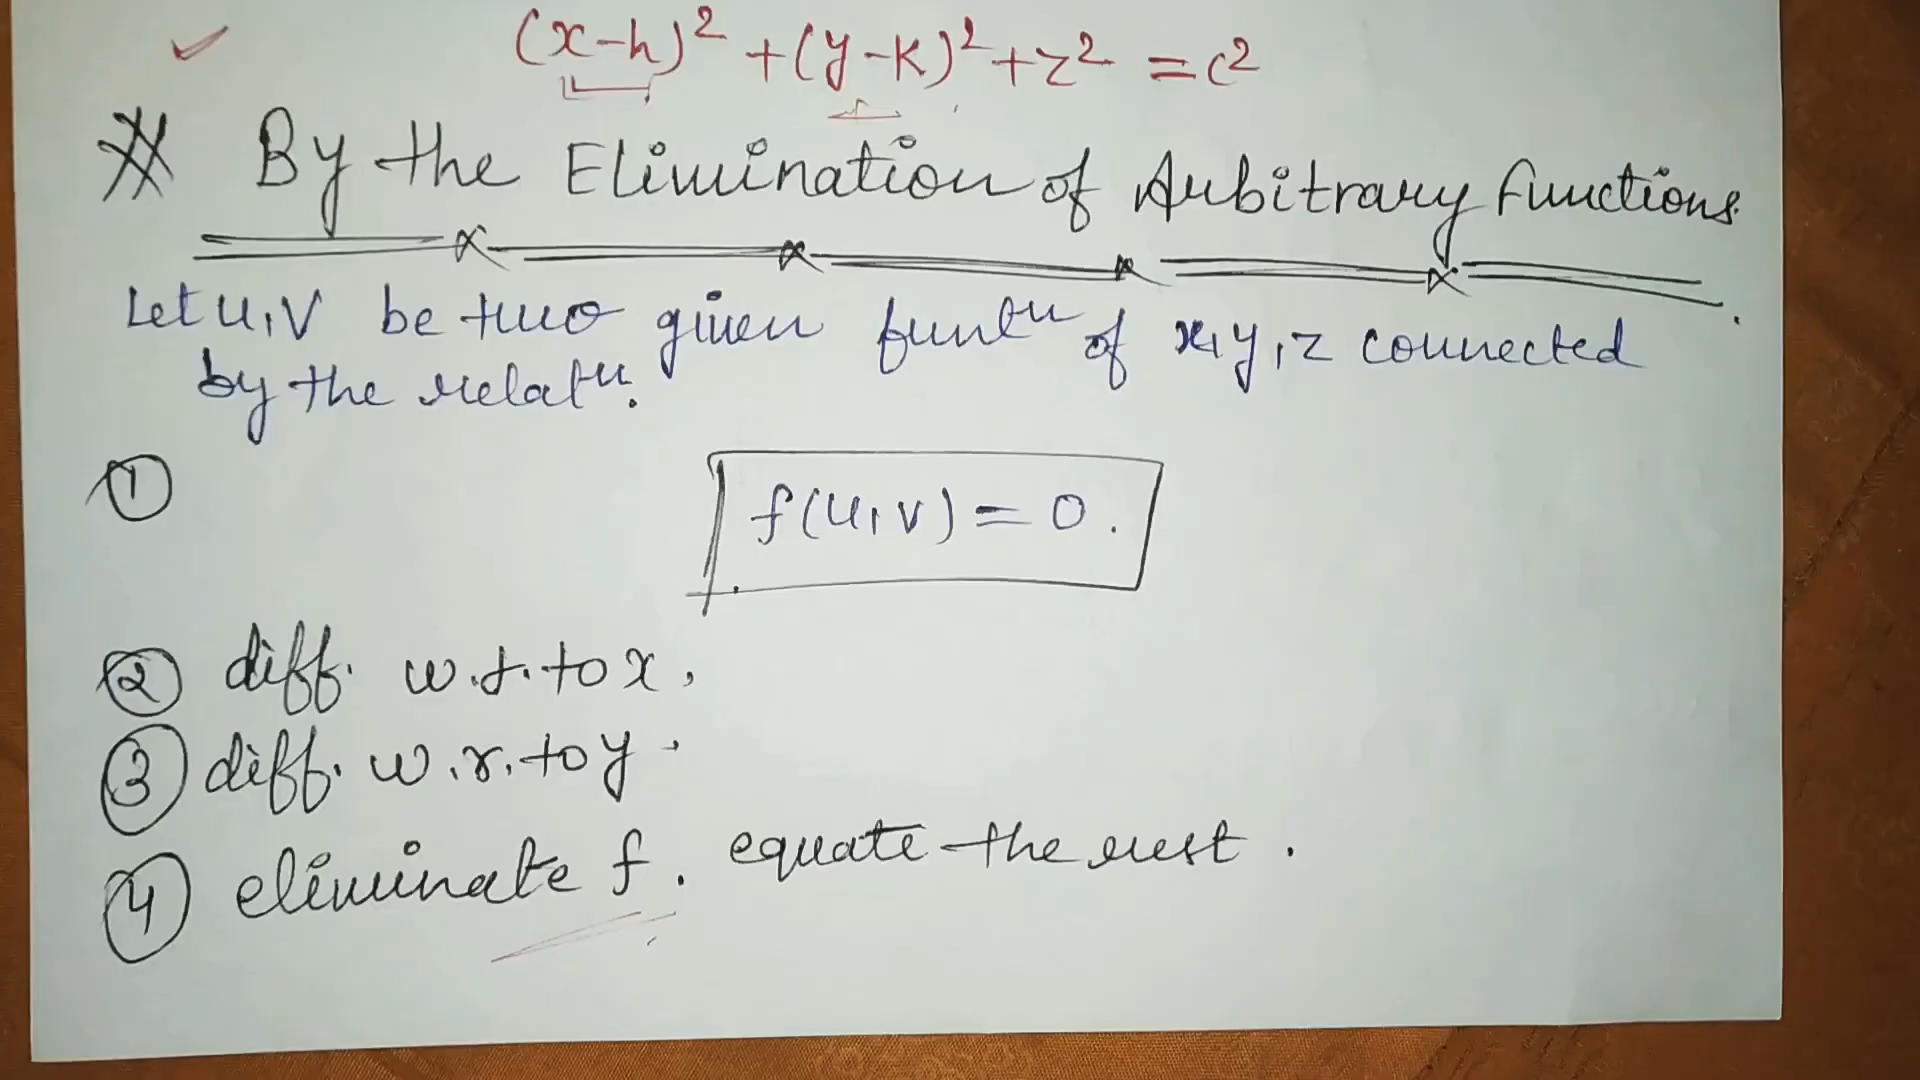 (x-h)² + (y-k)² + z² = c²
By the Elimination of Arbitrary functions.
Let u,v be two given funtⁿ of x,y,z connected
by the relatⁿ.
① f(u,v) = 0.
② diff. w.r.to x,
③ diff. w.r.to y.
④ eliminate f. equate the rest.